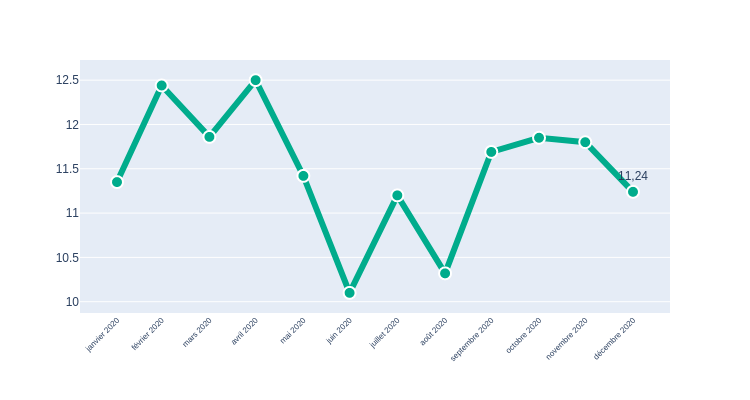 12.5
12
11.5
11
10.5
10
11,24
janvier 2020
février 2020
mars 2020
avril 2020
mai 2020
juin 2020
juillet 2020
août 2020
septembre 2020
octobre 2020
novembre 2020
décembre 2020